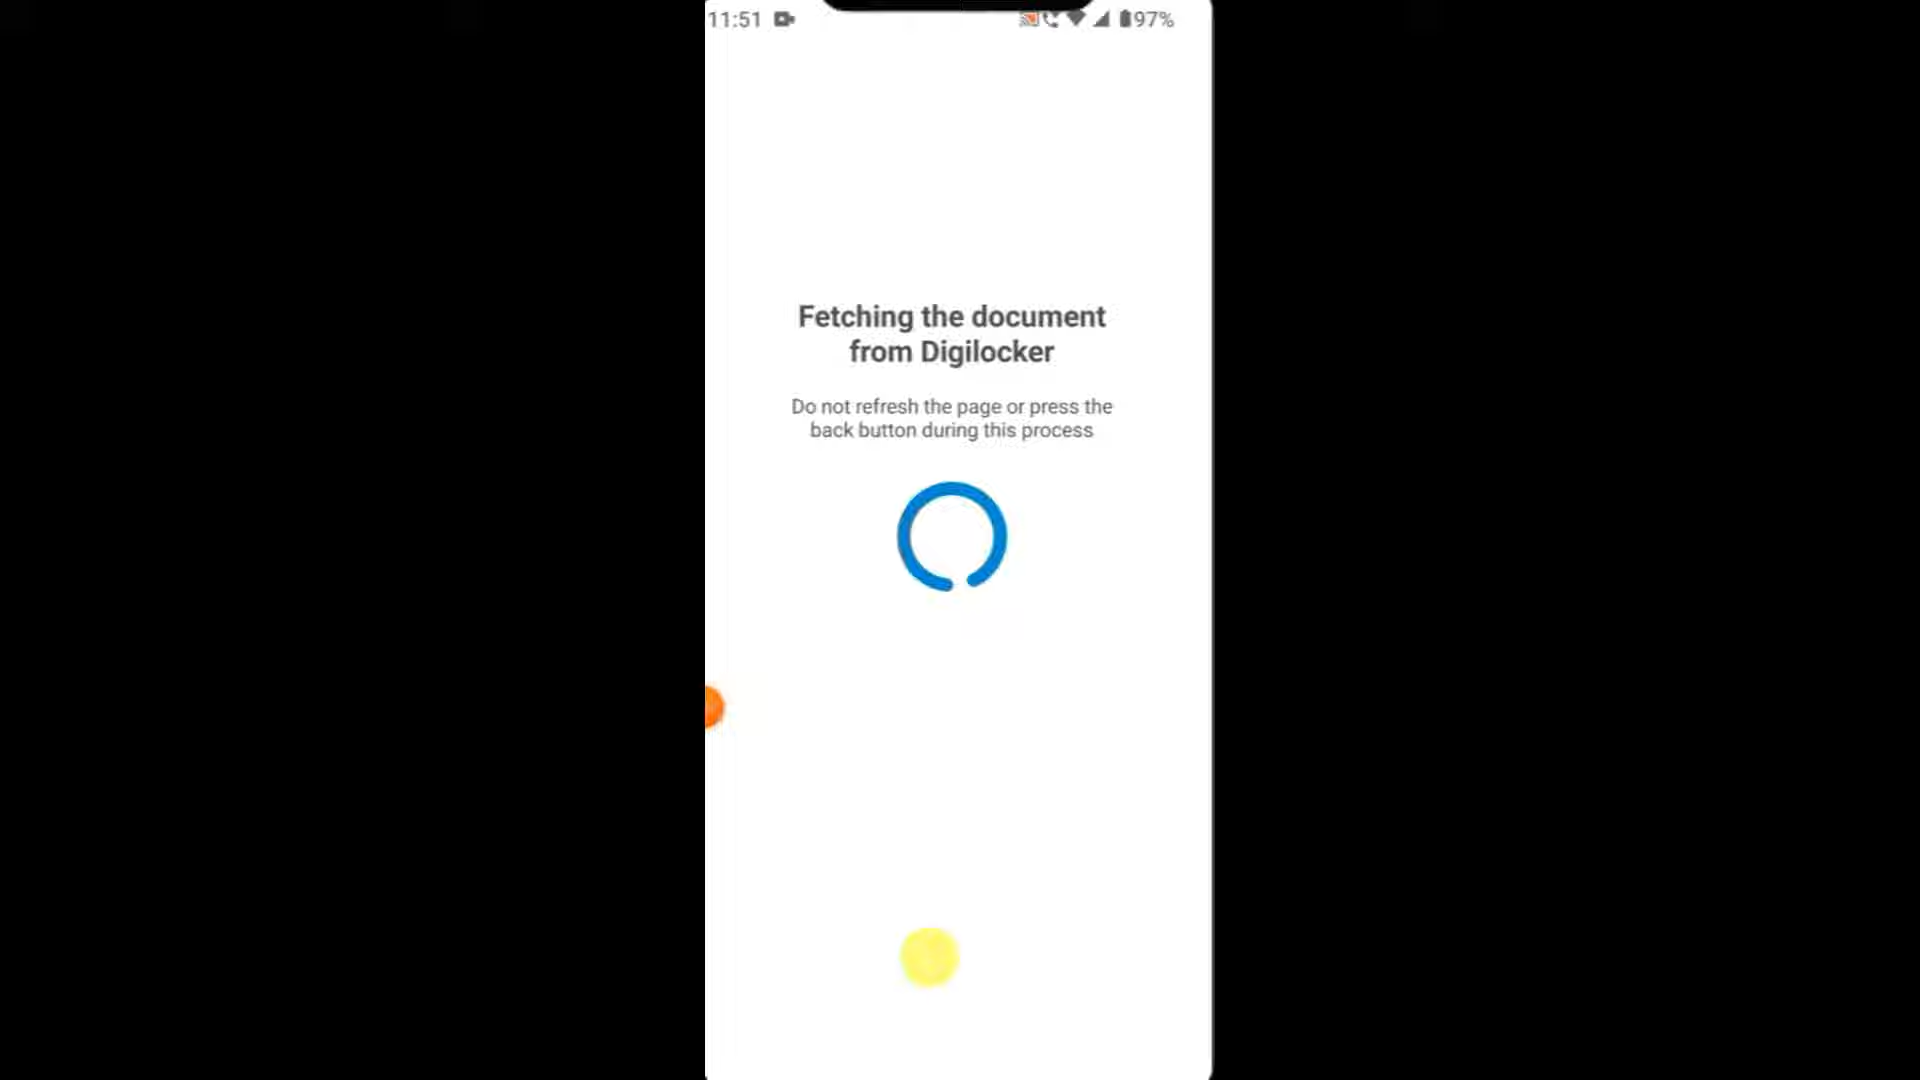 11:51 97%
Fetching the document
from Digilocker
Do not refresh the page or press the
back button during this process